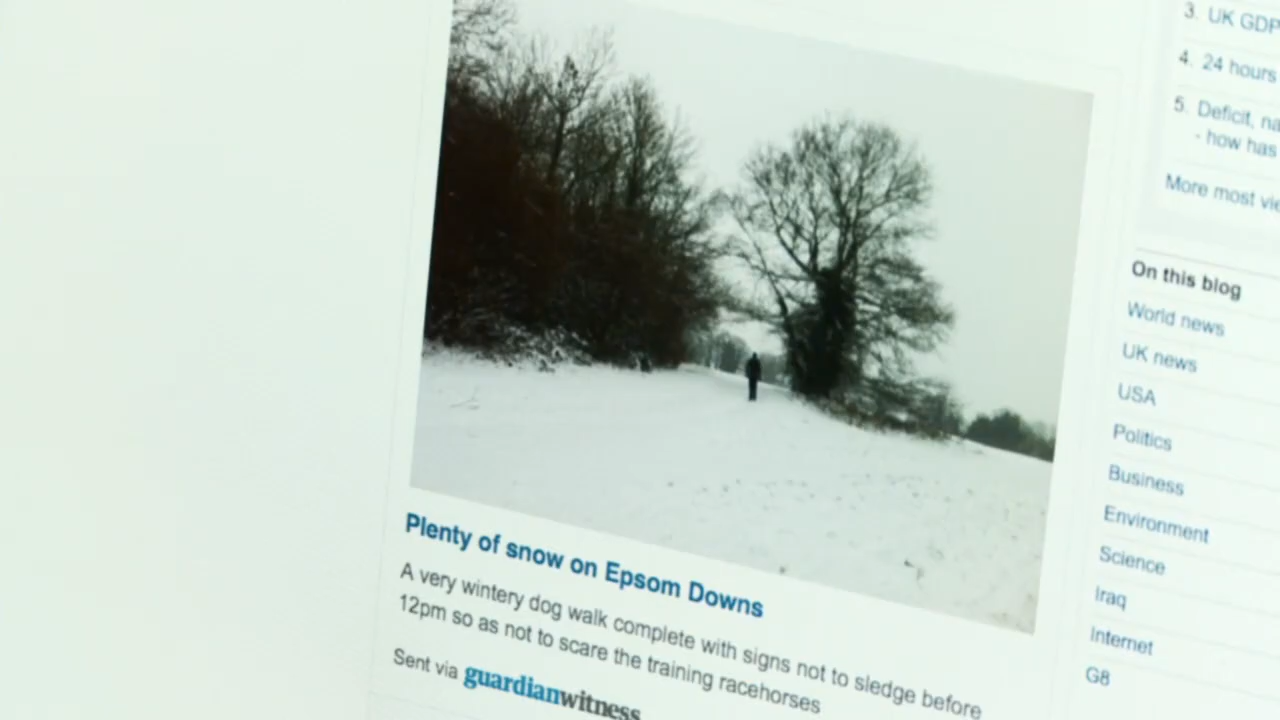 3. UK GDP
4. 24 hours
5. Deficit, na
- how has
More most vie
On this blog
World news
UK news
USA
Politics
Business
Environment
Science
Iraq
Internet
G8
Plenty of snow on Epsom Downs
A very wintery dog walk complete with signs not to sledge before
12pm so as not to scare the training racehorses
Sent via guardianwitness